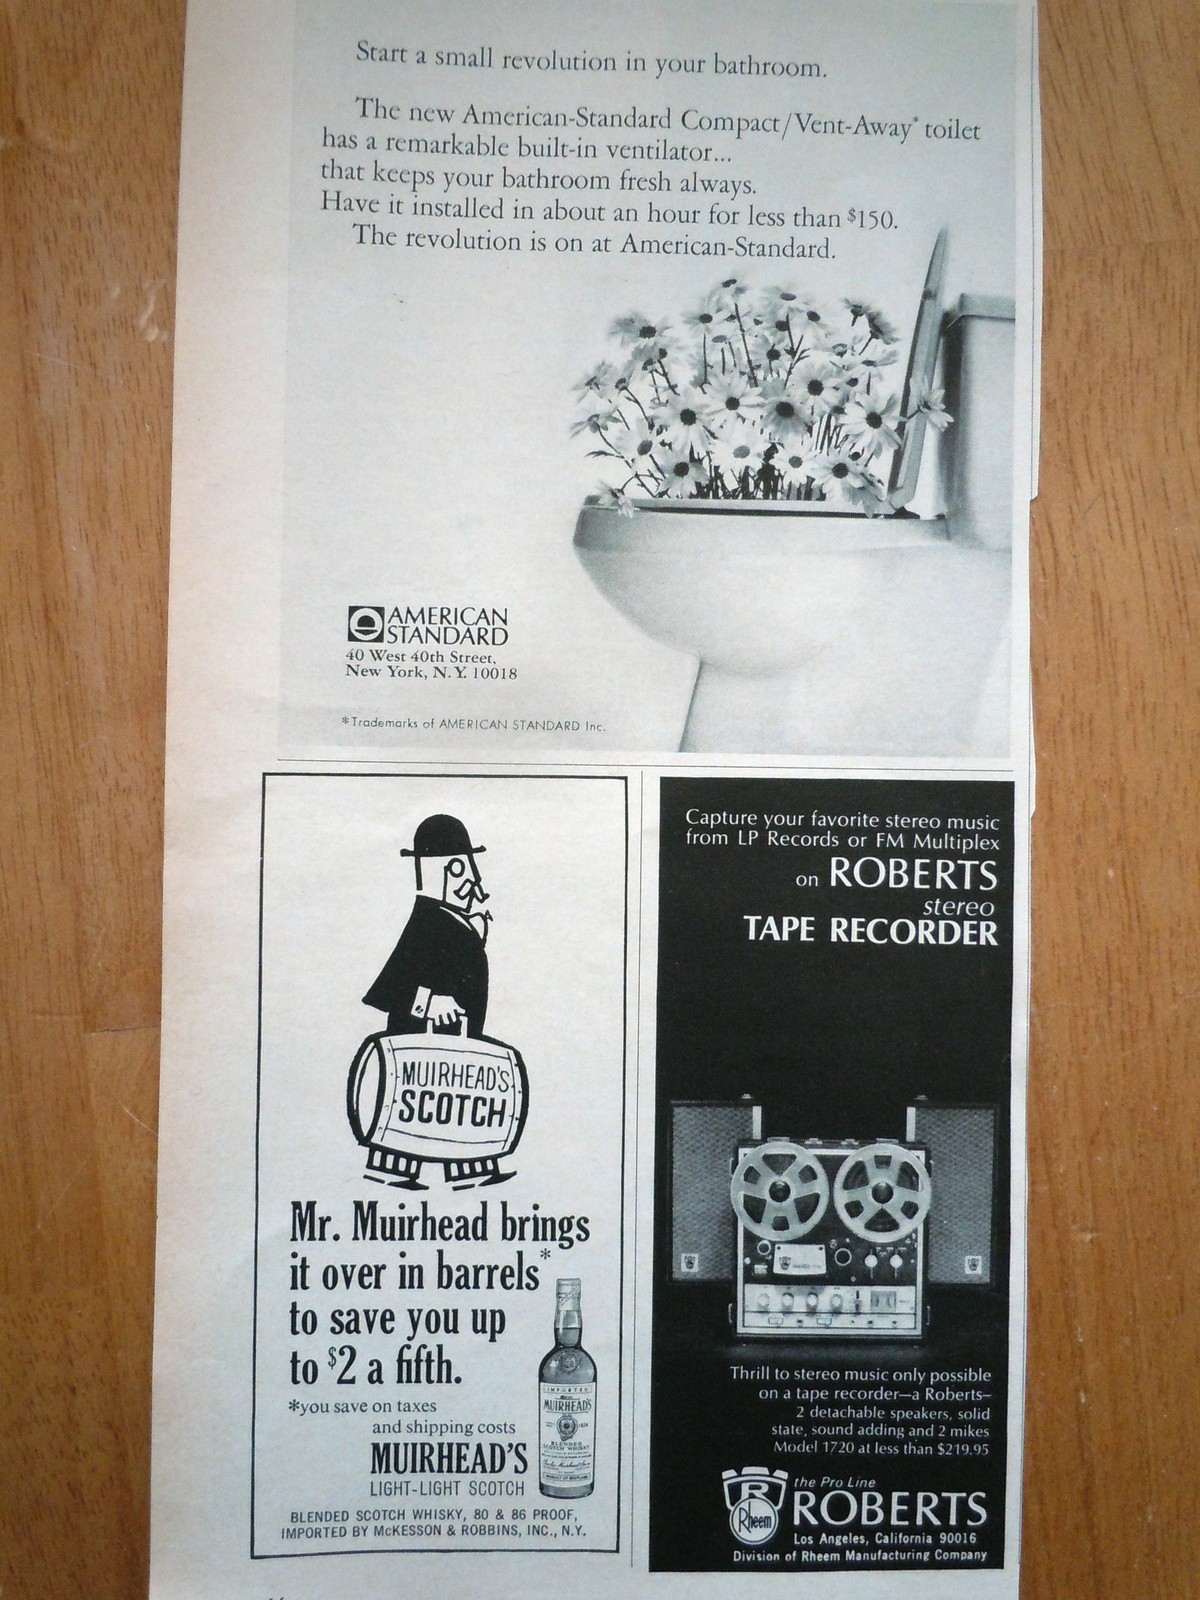 Start a small revolution in your bathroom.
The new American-Standard Compact/Vent-Away* toilet
has a remarkable built-in ventilator...
that keeps your bathroom fresh always.
Have it installed in about an hour for less than $150.
The revolution is on at American-Standard.
AMERICAN
STANDARD
40 West 40th Street,
New York, N.Y. 10018
*Trademarks of AMERICAN STANDARD Inc.
MUIRHEAD'S
SCOTCH
Mr. Muirhead brings
it over in barrels*
to save you up
to $2 a fifth.
*you save on taxes
and shipping costs
MUIRHEAD'S
LIGHT-LIGHT SCOTCH
IMPORTED
MUIRHEAD'S
BLENDED
SCOTCH WHISKY
BLENDED SCOTCH WHISKY, 80 & 86 PROOF,
IMPORTED BY McKESSON & ROBBINS, INC., N.Y.
Capture your favorite stereo music
from LP Records or FM Multiplex
on ROBERTS
stereo
TAPE RECORDER
Thrill to stereo music only possible
on a tape recorder—a Roberts—
2 detachable speakers, solid
state, sound adding and 2 mikes
Model 1720 at less than $219.95
R
Rheem
the Pro Line
ROBERTS
Los Angeles, California 90016
Division of Rheem Manufacturing Company